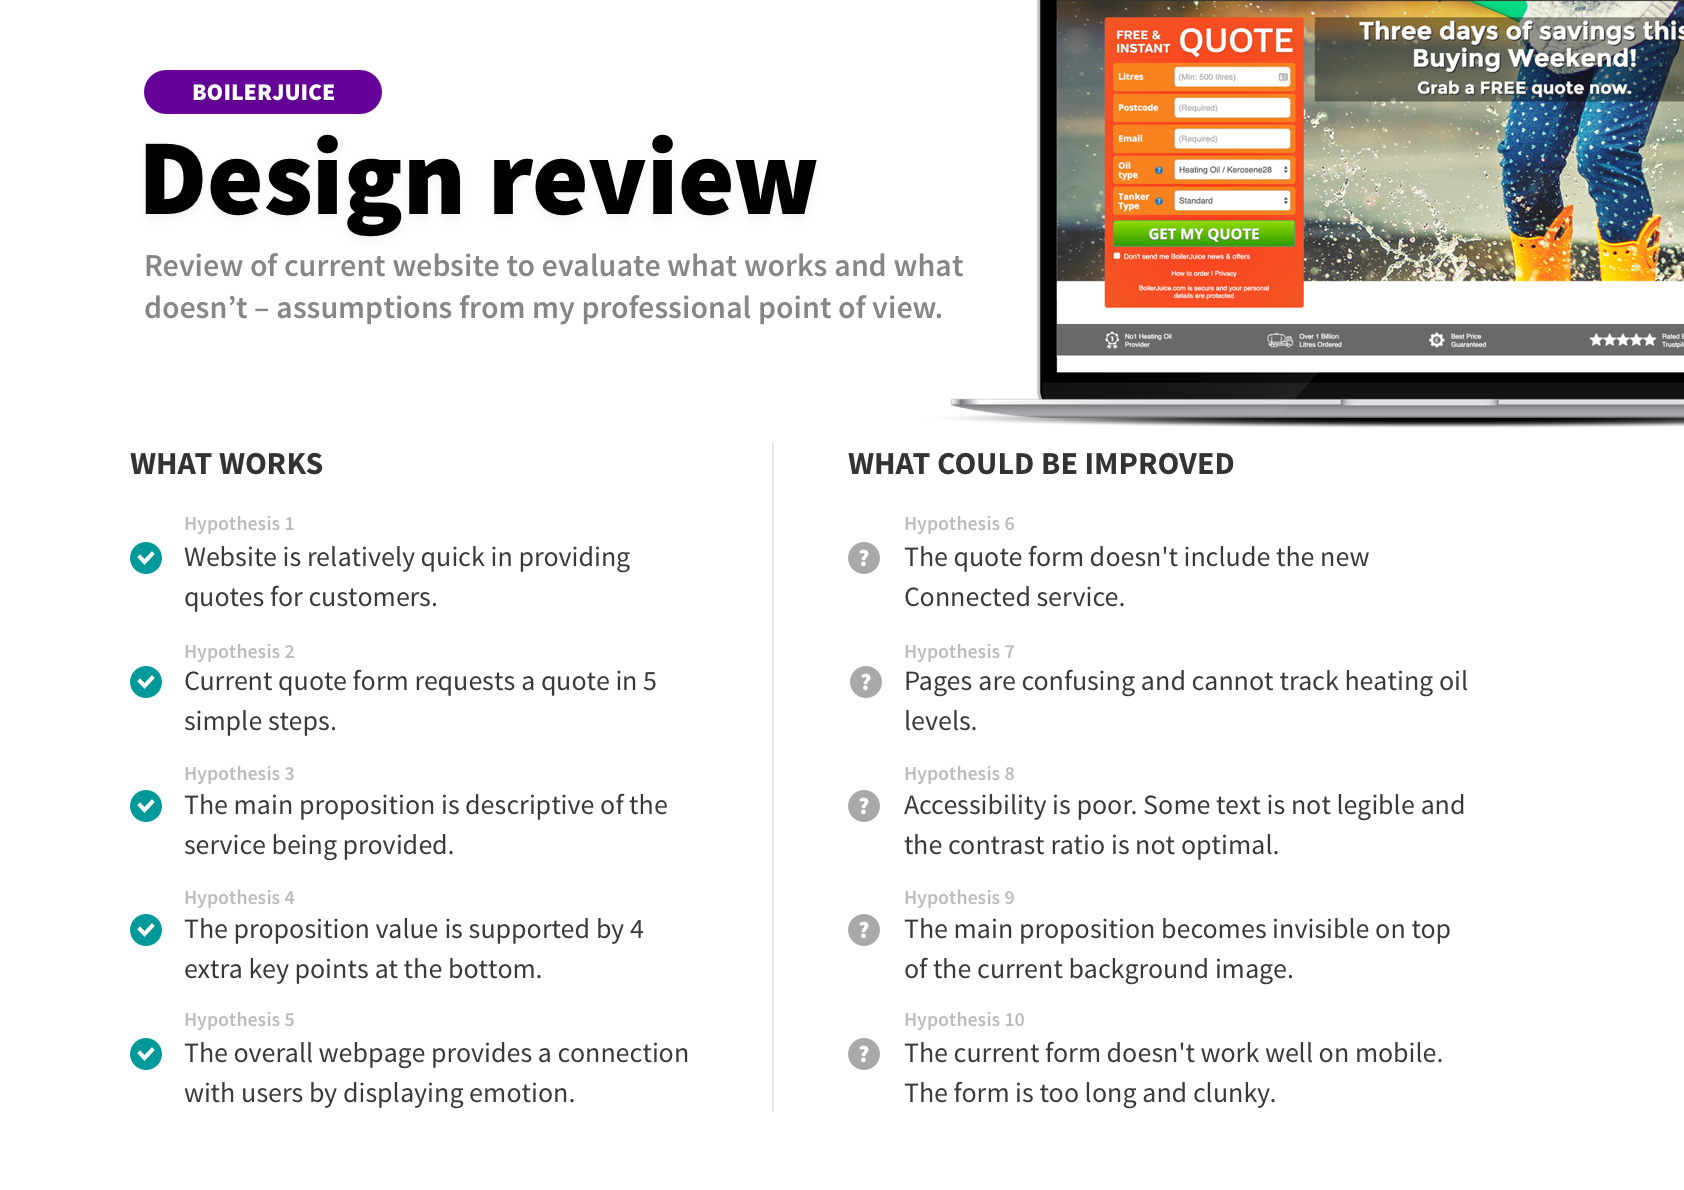 BOILERJUICE
Design review
Review of current website to evaluate what works and what
doesn’t – assumptions from my professional point of view.
FREE &
INSTANT QUOTE
Litres (Min: 500 litres)
Postcode (Required)
Email (Required)
Oil
type ? Heating Oil / Kerosene28
Tanker
Type ? Standard
GET MY QUOTE
Don't send me BoilerJuice news & offers
How to order | Privacy
BoilerJuice.com is secure and your personal
details are protected
Three days of savings this
Buying Weekend!
Grab a FREE quote now.
1 No1 Heating Oil
Provider
Over 1 Billion
Litres Ordered
Best Price
Guaranteed
Rated
WHAT WORKS
Hypothesis 1
Website is relatively quick in providing
quotes for customers.
Hypothesis 2
Current quote form requests a quote in 5
simple steps.
Hypothesis 3
The main proposition is descriptive of the
service being provided.
Hypothesis 4
The proposition value is supported by 4
extra key points at the bottom.
Hypothesis 5
The overall webpage provides a connection
with users by displaying emotion.
WHAT COULD BE IMPROVED
Hypothesis 6
? The quote form doesn't include the new
Connected service.
Hypothesis 7
? Pages are confusing and cannot track heating oil
levels.
Hypothesis 8
? Accessibility is poor. Some text is not legible and
the contrast ratio is not optimal.
Hypothesis 9
? The main proposition becomes invisible on top
of the current background image.
Hypothesis 10
? The current form doesn't work well on mobile.
The form is too long and clunky.